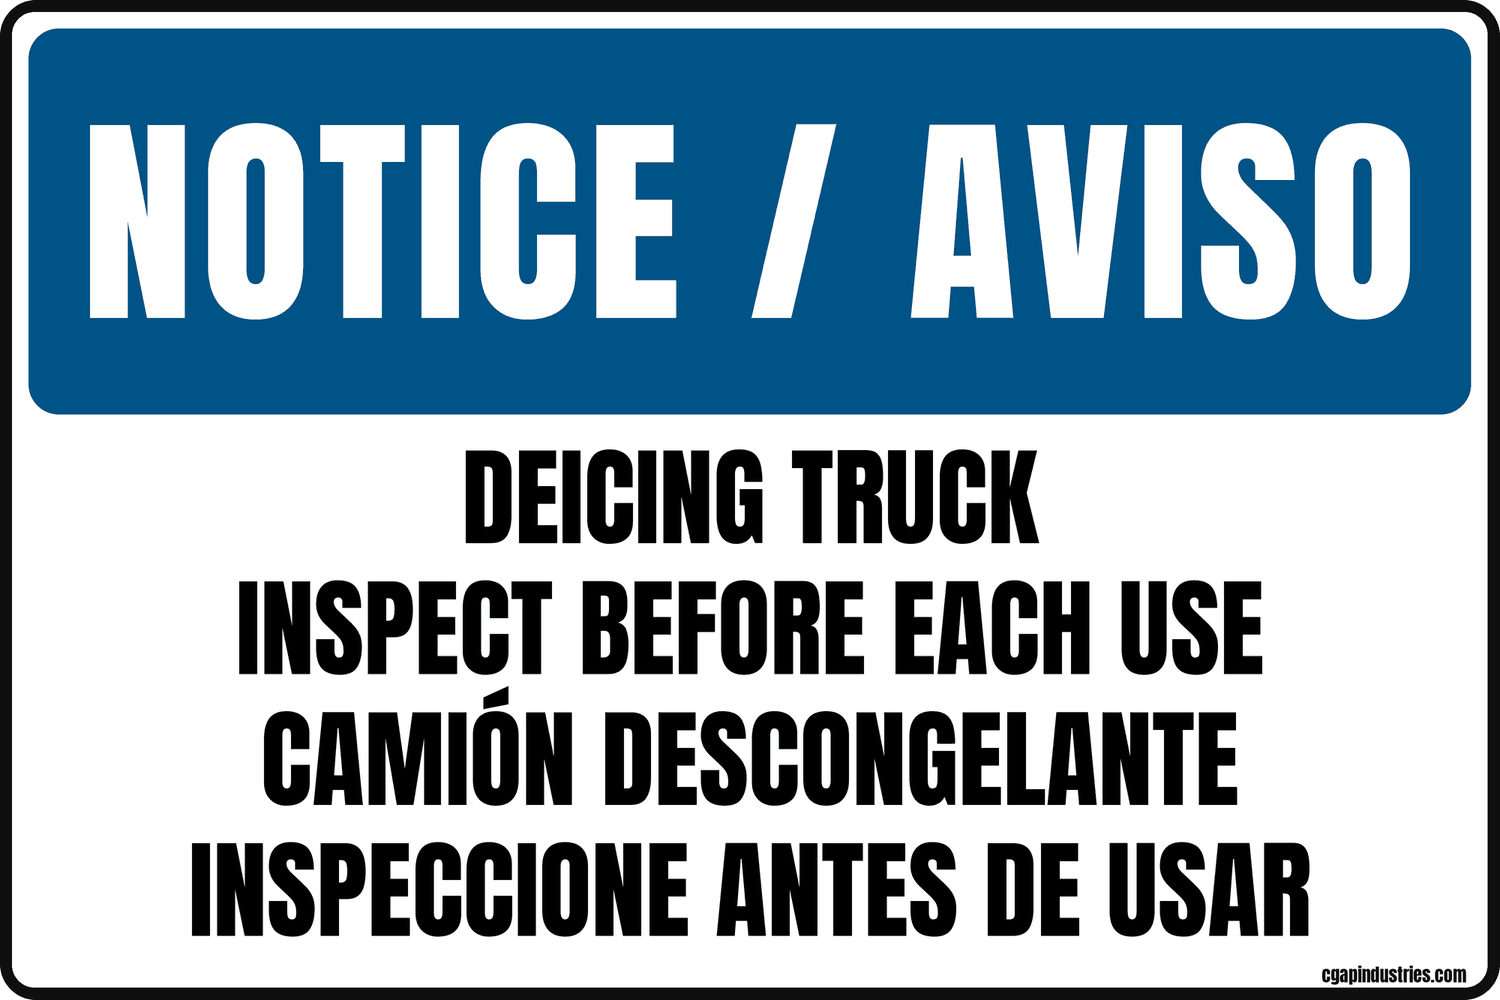 NOTICE / AVISO
DEICING TRUCK
INSPECT BEFORE EACH USE
CAMIÓN DESCONGELANTE
INSPECCIONE ANTES DE USAR
cgapindustries.com